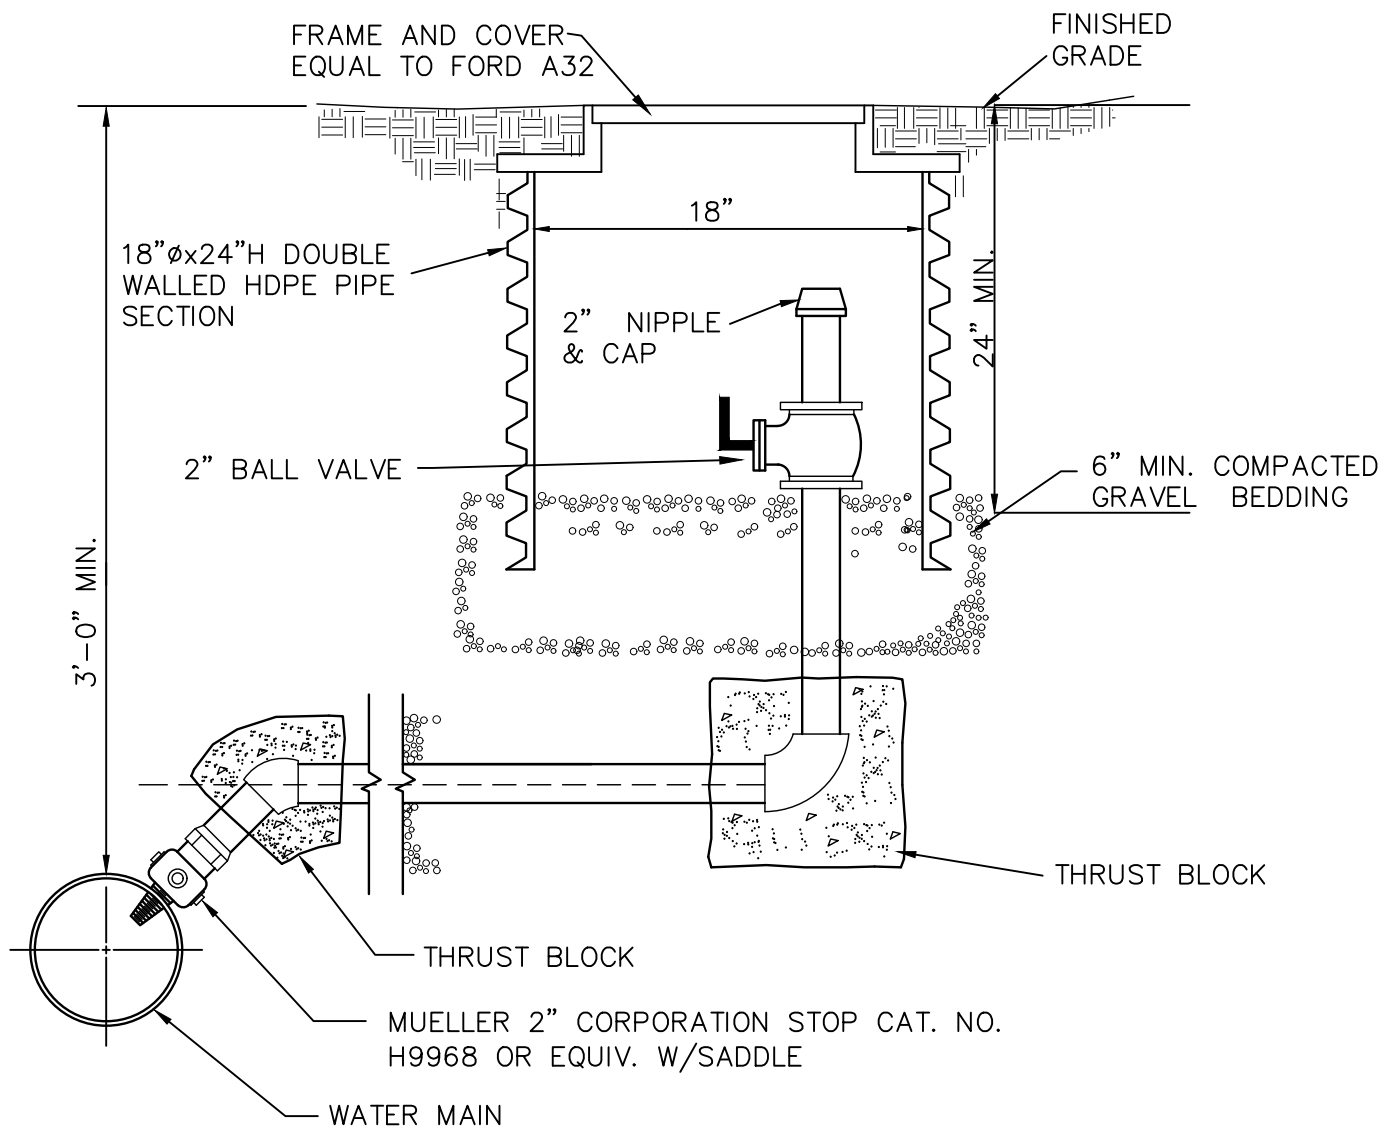 FRAME AND COVER
EQUAL TO FORD A32
FINISHED
GRADE
18"
18"øx24"H DOUBLE
WALLED HDPE PIPE
SECTION
24" MIN.
2" NIPPLE
& CAP
2" BALL VALVE
6" MIN. COMPACTED
GRAVEL BEDDING
3'-0" MIN.
THRUST BLOCK
THRUST BLOCK
MUELLER 2" CORPORATION STOP CAT. NO.
H9968 OR EQUIV. W/SADDLE
WATER MAIN